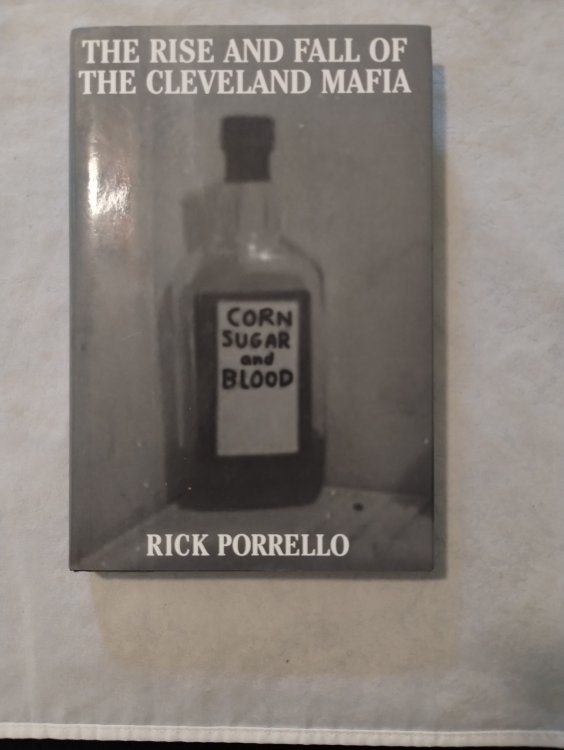 THE RISE AND FALL OF
THE CLEVELAND MAFIA
CORN
SUGAR
and
BLOOD
RICK PORRELLO